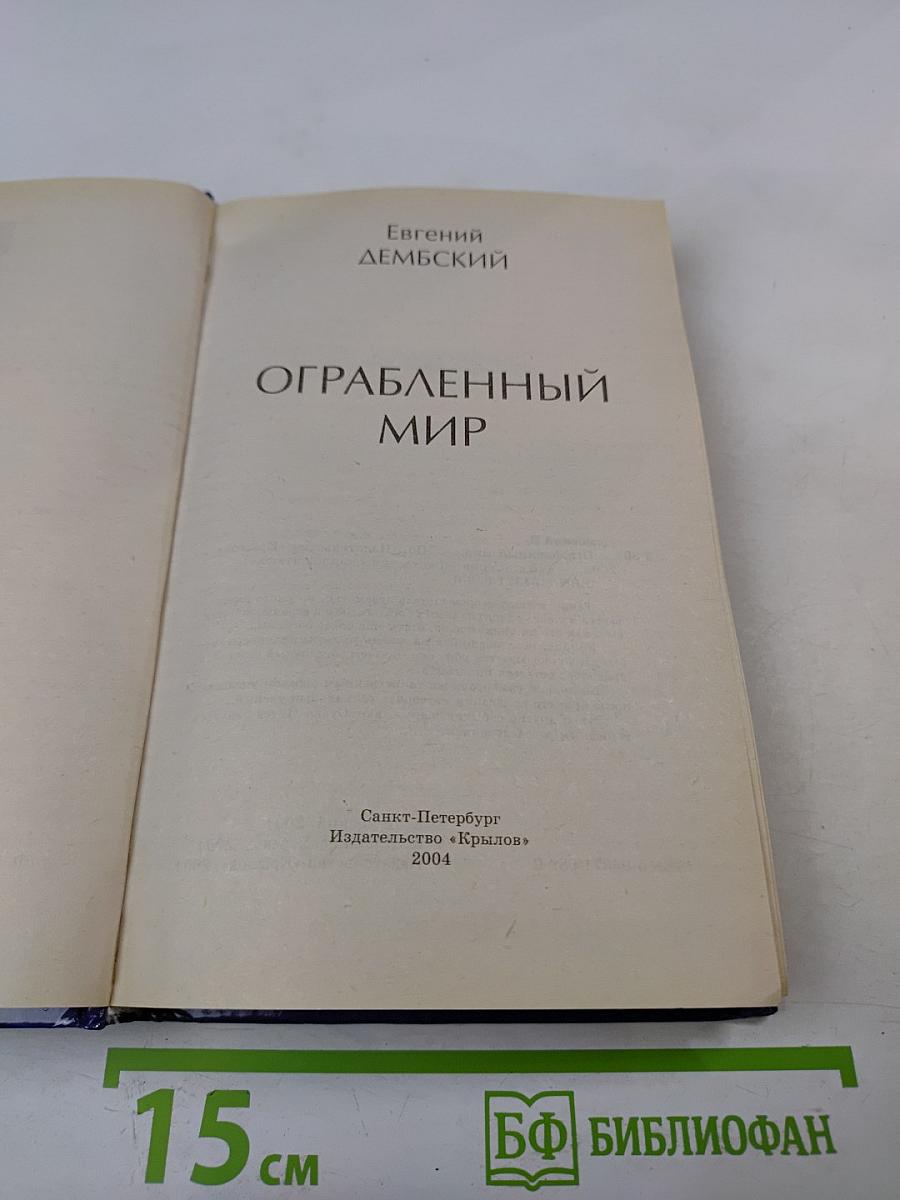 Евгений
ДЕМБСКИЙ
ОГРАБЛЕННЫЙ
МИР
Санкт-Петербург
Издательство «Крылов»
2004
15 см
БФ БИБЛИОФАН